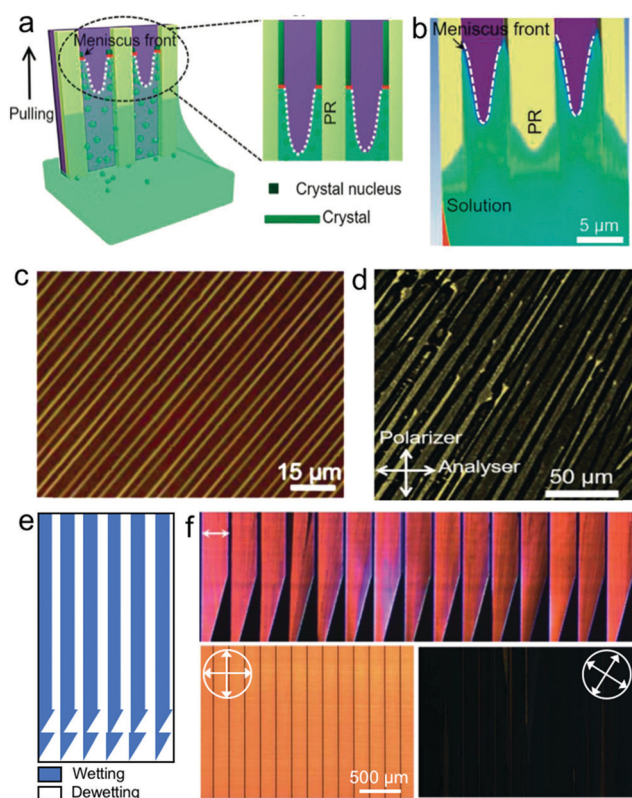 a
Meniscus front
Pulling
PR
Crystal nucleus
Crystal
b
Meniscus front
PR
Solution
5 μm
c
15 μm
d
Polarizer
Analyser
50 μm
e
Wetting
Dewetting
f
500 μm